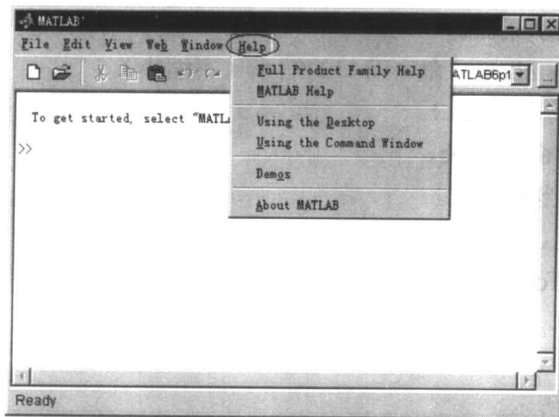 MATLAB
File Edit View Web Window Help
ATLAB6p1 ...
Full Product Family Help
MATLAB Help
To get started, select "MATL
Using the Desktop
>>
Using the Command Window
Demos
About MATLAB
Ready